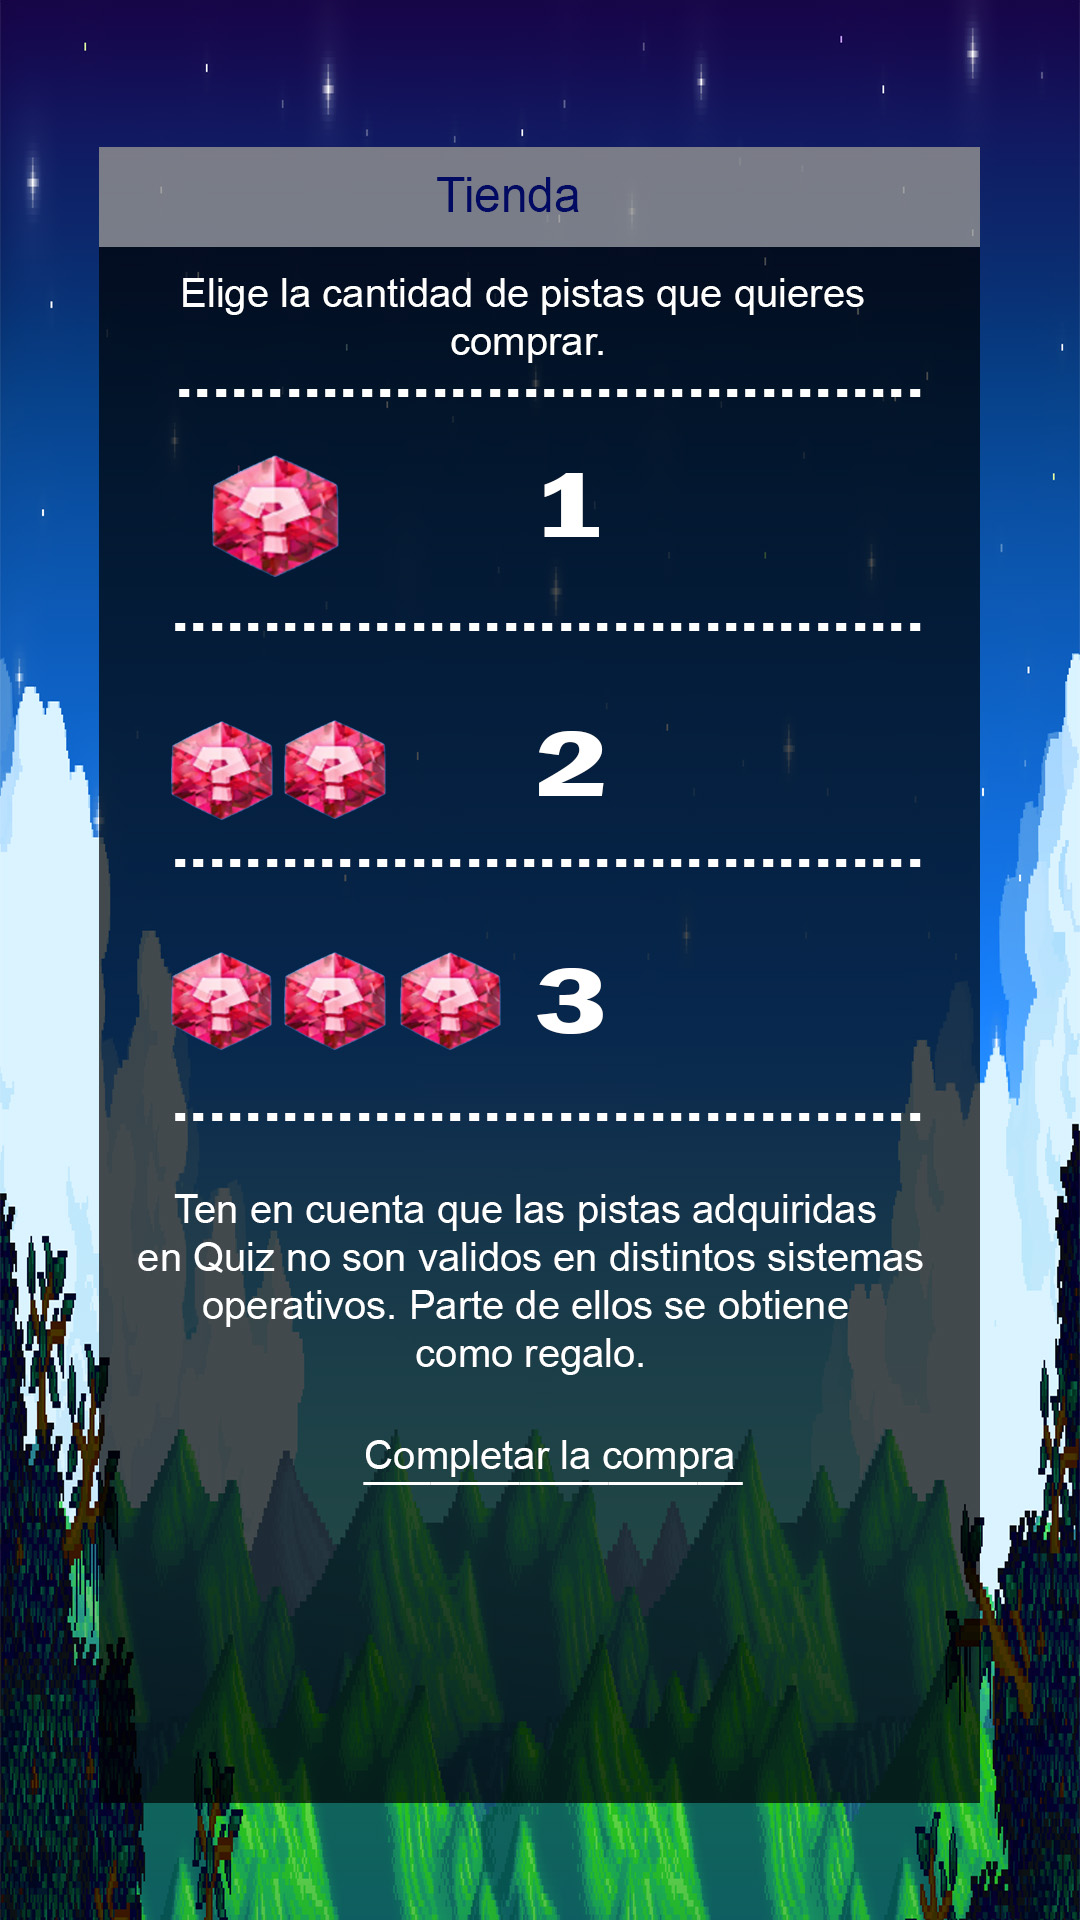 Tienda
Elige la cantidad de pistas que quieres
comprar.
?
1
? ?
2
? ? ?
3
Ten en cuenta que las pistas adquiridas
en Quiz no son validos en distintos sistemas
operativos. Parte de ellos se obtiene
como regalo.
Completar la compra